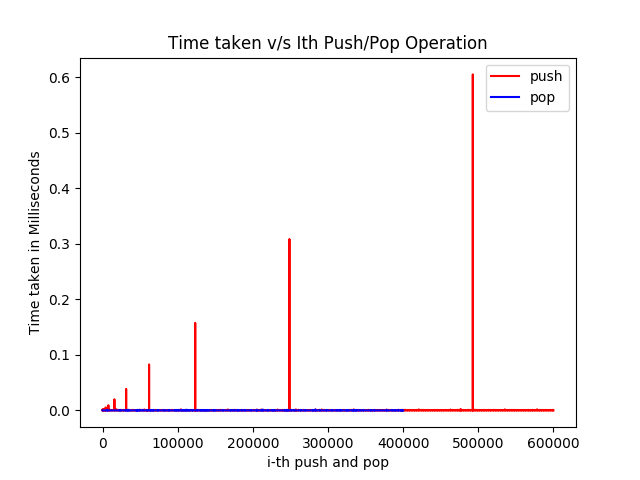 Time taken v/s Ith Push/Pop Operation
push
pop
0.6
0.5
0.4
0.3
0.2
0.1
0.0
Time taken in Milliseconds
0 100000 200000 300000 400000 500000 600000
i-th push and pop